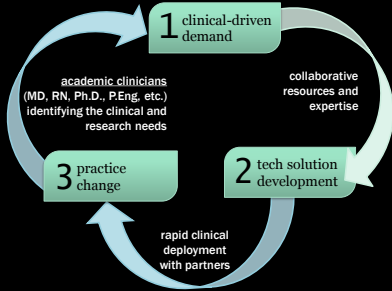 1 clinical-driven
demand
collaborative
resources and
expertise
2 tech solution
development
rapid clinical
deployment
with partners
3 practice
change
academic clinicians
(MD, RN, Ph.D., P.Eng, etc.)
identifying the clinical and
research needs